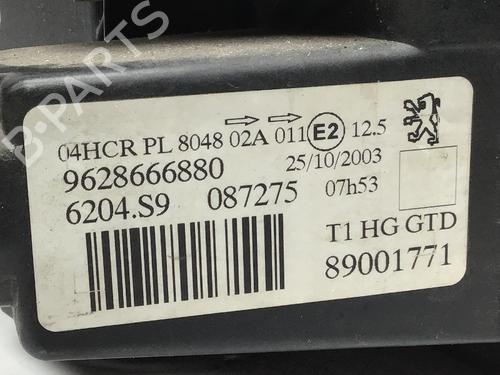 B-PARTS
04HCR PL 8048 02A 011 E2 12.5
9628666880 25/10/2003
6204.S9 087275 07h53
T1 HG GTD
89001771